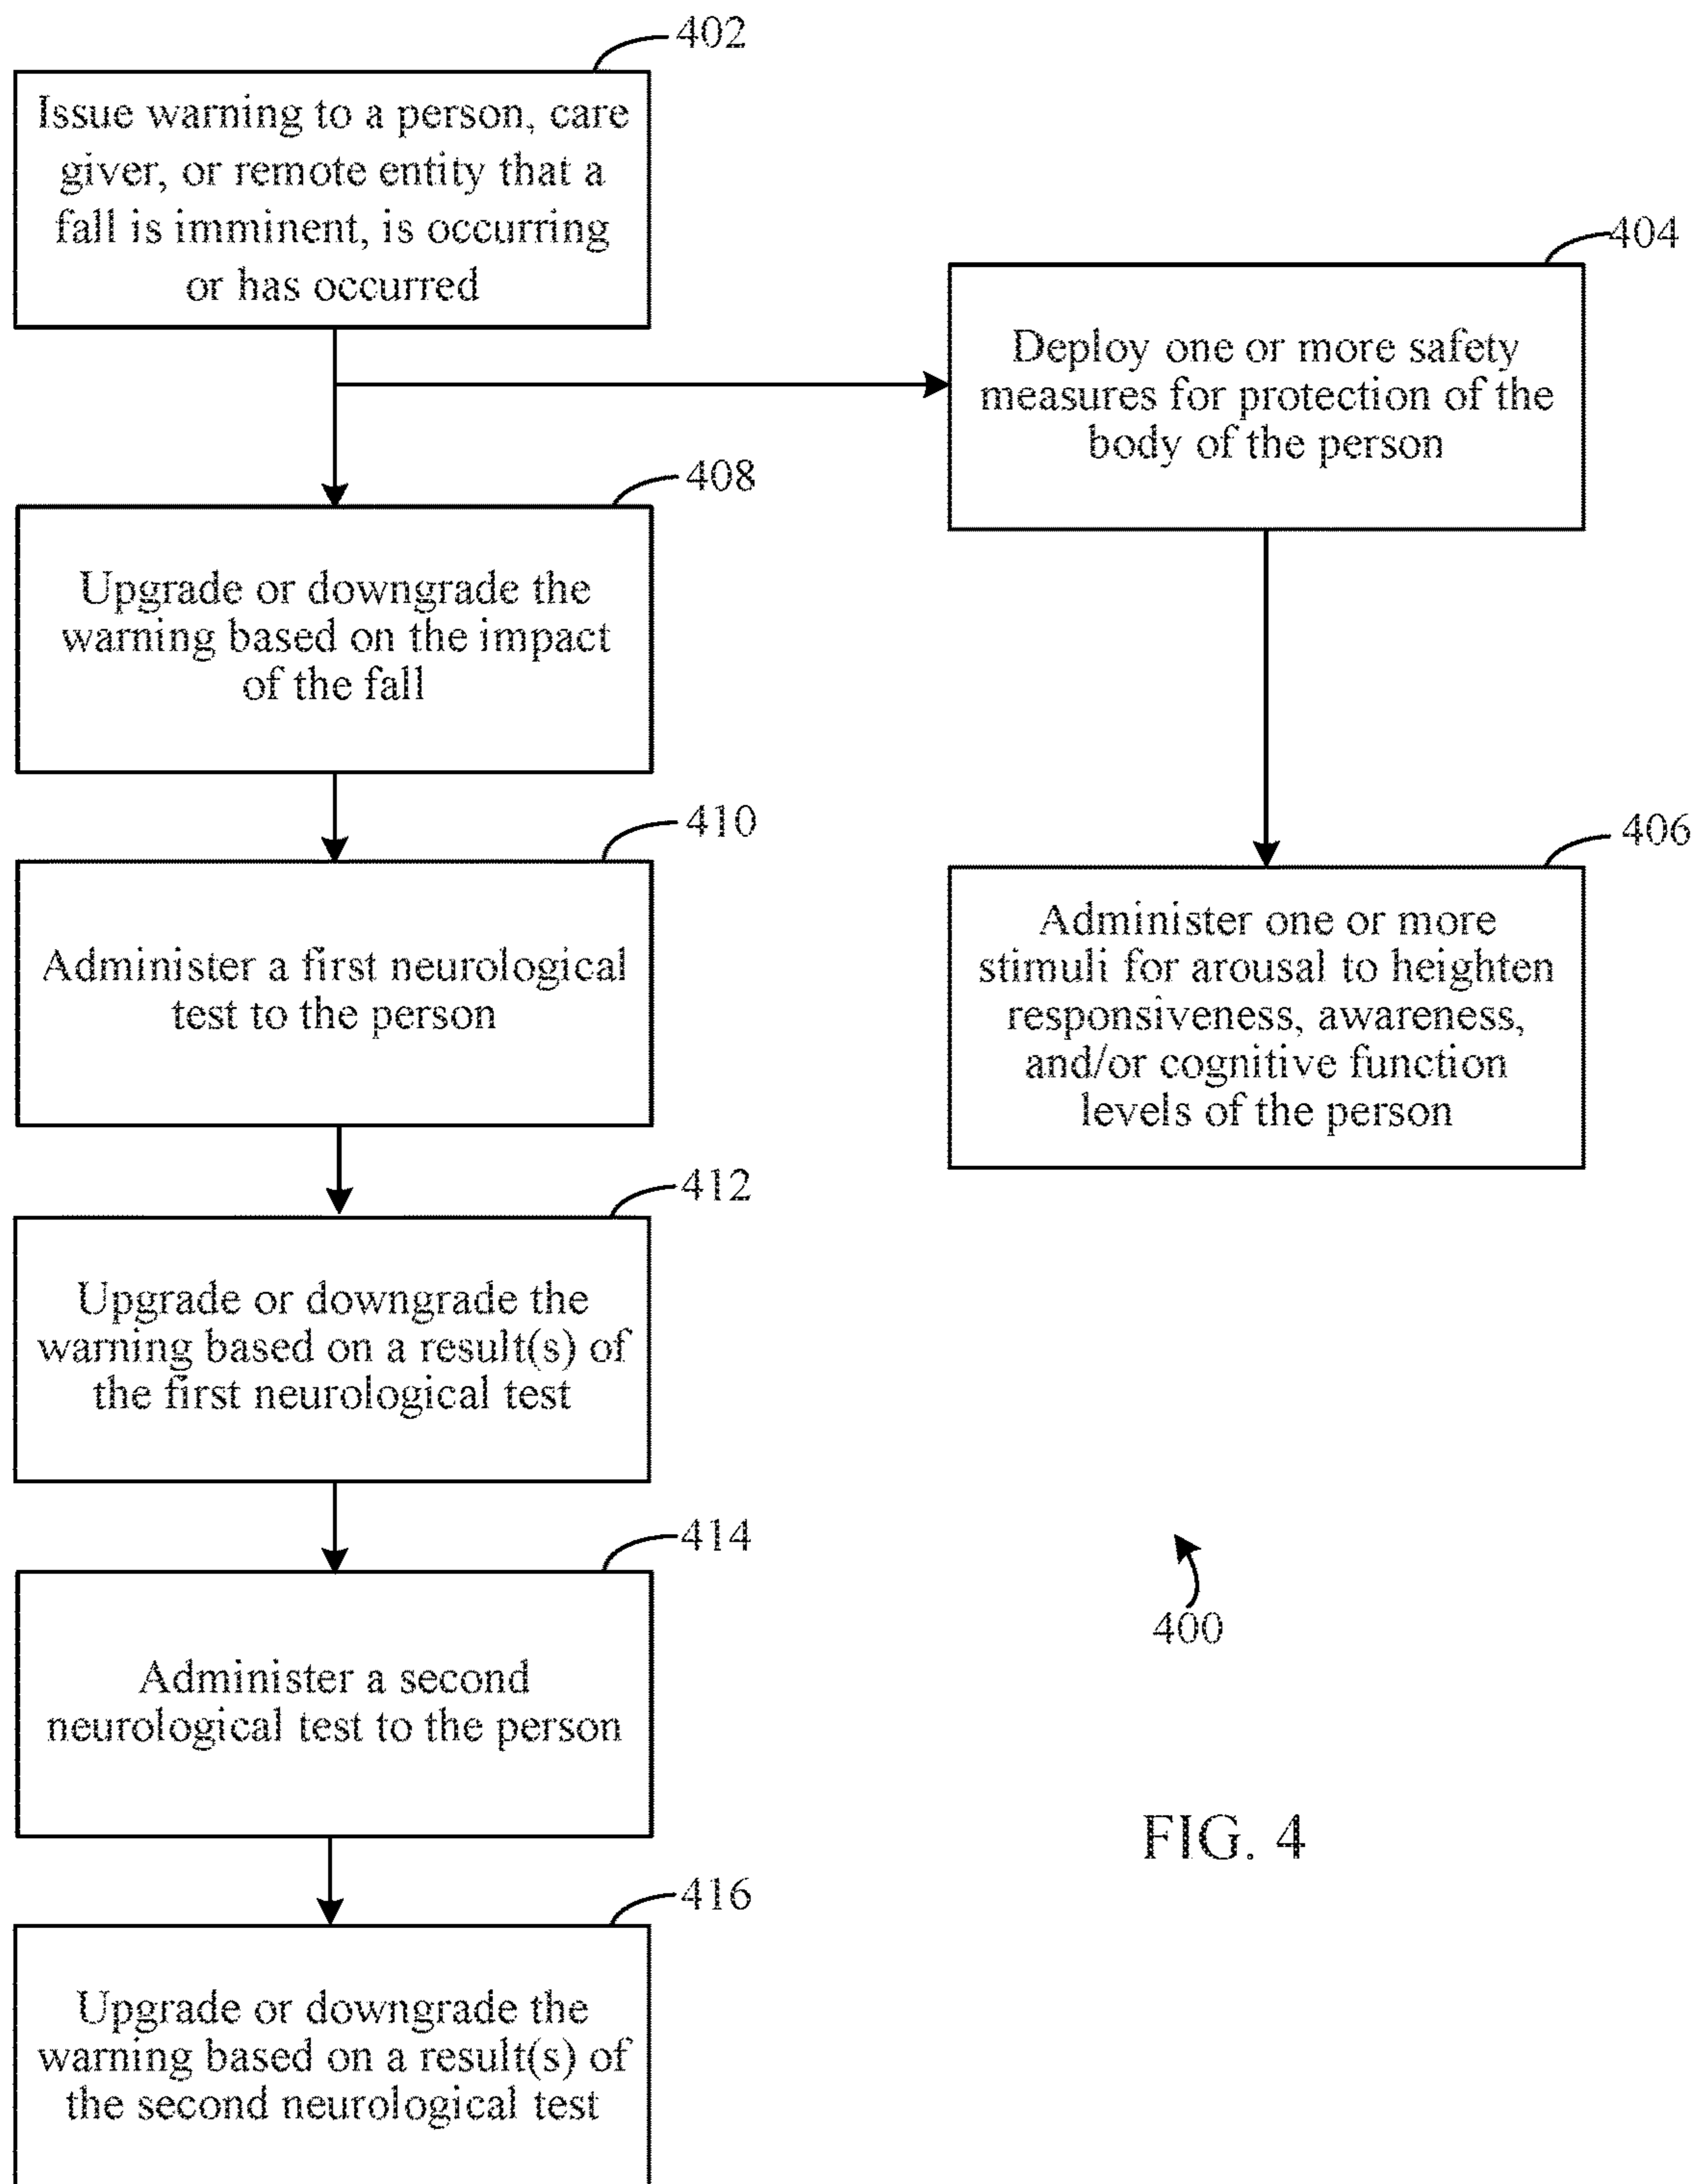 402
Issue warning to a person, care
giver, or remote entity that a
fall is imminent, is occurring
or has occurred
404
Deploy one or more safety
measures for protection of the
body of the person
408
Upgrade or downgrade the
warning based on the impact
of the fall
410
Administer a first neurological
test to the person
406
Administer one or more
stimuli for arousal to heighten
responsiveness, awareness,
and/or cognitive function
levels of the person
412
Upgrade or downgrade the
warning based on a result(s) of
the first neurological test
414
Administer a second
neurological test to the person
400
FIG. 4
416
Upgrade or downgrade the
warning based on a result(s) of
the second neurological test